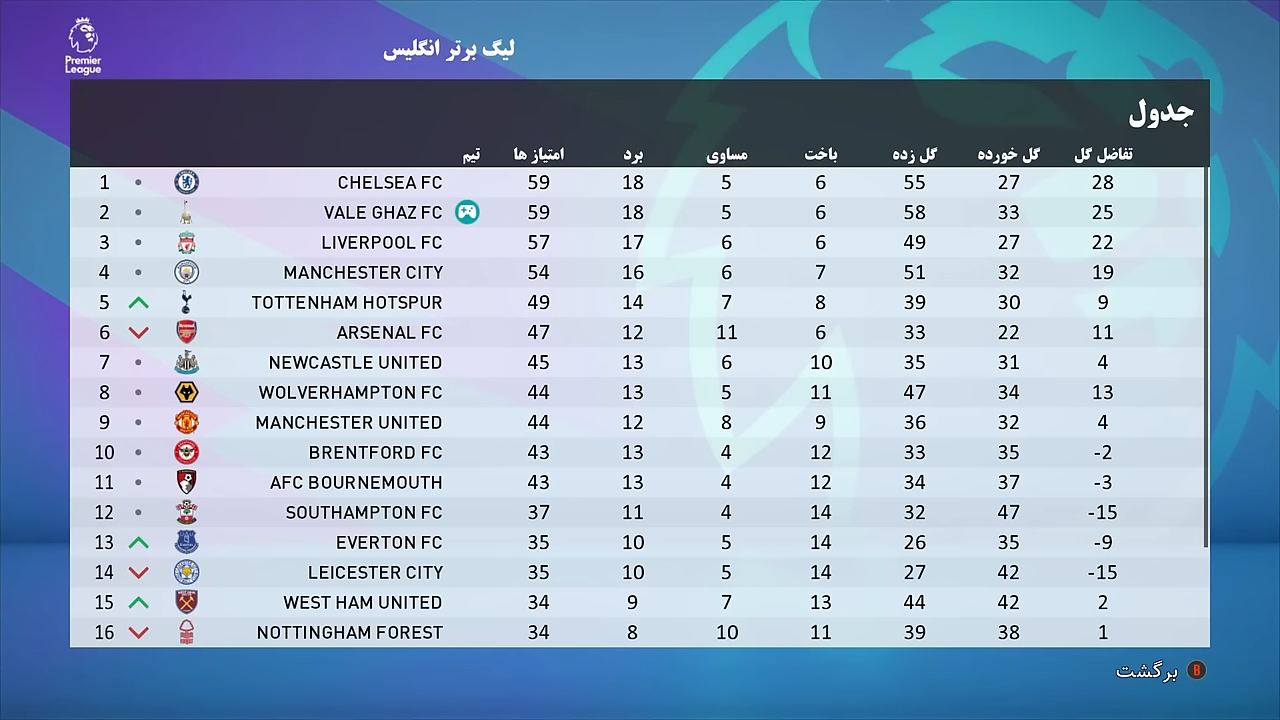 Premier
League
لیگ برتر انگلیس
جدول
تیم امتیاز ها برد مساوی باخت گل زده گل خورده تفاضل گل
1 CHELSEA FC 59 18 5 6 55 27 28
2 VALE GHAZ FC 59 18 5 6 58 33 25
3 LIVERPOOL FC 57 17 6 6 49 27 22
4 MANCHESTER CITY 54 16 6 7 51 32 19
5 TOTTENHAM HOTSPUR 49 14 7 8 39 30 9
6 ARSENAL FC 47 12 11 6 33 22 11
7 NEWCASTLE UNITED 45 13 6 10 35 31 4
8 WOLVERHAMPTON FC 44 13 5 11 47 34 13
9 MANCHESTER UNITED 44 12 8 9 36 32 4
10 BRENTFORD FC 43 13 4 12 33 35 -2
11 AFC BOURNEMOUTH 43 13 4 12 34 37 -3
12 SOUTHAMPTON FC 37 11 4 14 32 47 -15
13 EVERTON FC 35 10 5 14 26 35 -9
14 LEICESTER CITY 35 10 5 14 27 42 -15
15 WEST HAM UNITED 34 9 7 13 44 42 2
16 NOTTINGHAM FOREST 34 8 10 11 39 38 1
B برگشت